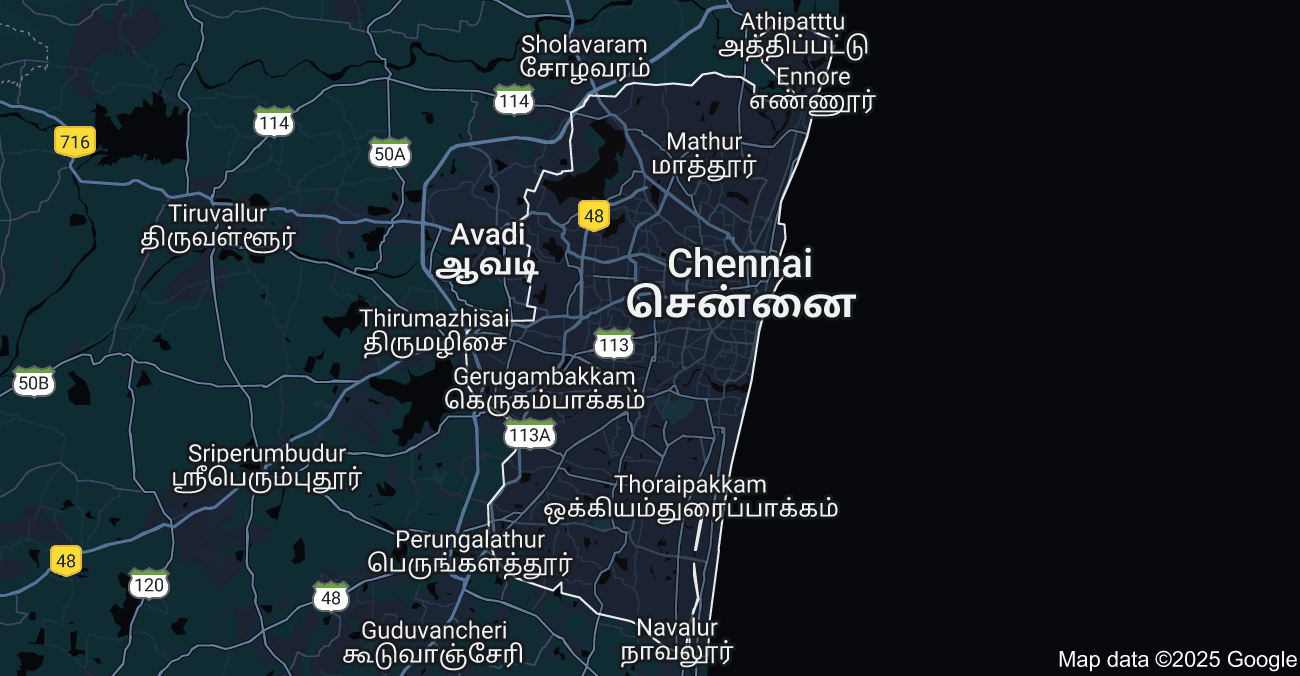 Athipatttu
அத்திப்பட்டு
Sholavaram
சோழவரம்
Ennore
எண்ணூர்
114
114
716
Mathur
மாத்தூர்
50A
Tiruvallur
திருவள்ளூர்
48
Avadi
ஆவடி
Chennai
சென்னை
Thirumazhisai
திருமழிசை
113
50B
Gerugambakkam
கெருகம்பாக்கம்
113A
Sriperumbudur
ஸ்ரீபெரும்புதூர்
Thoraipakkam
ஒக்கியம்துரைப்பாக்கம்
Perungalathur
பெருங்களத்தூர்
48
120
48
Guduvancheri
கூடுவாஞ்சேரி
Navalur
நாவலூர்
Map data ©2025 Google